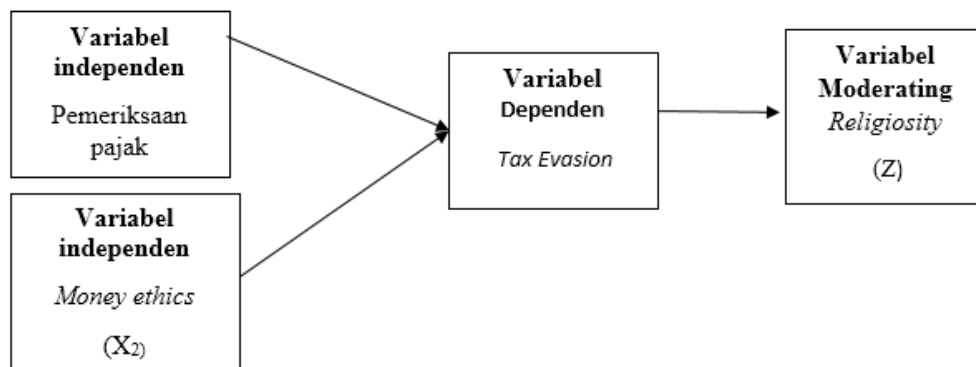 Variabel
independen
Pemeriksaan
pajak
Variabel
independen
Money ethics
(X2)
Variabel
Dependen
Tax Evasion
Variabel
Moderating
Religiosity
(Z)